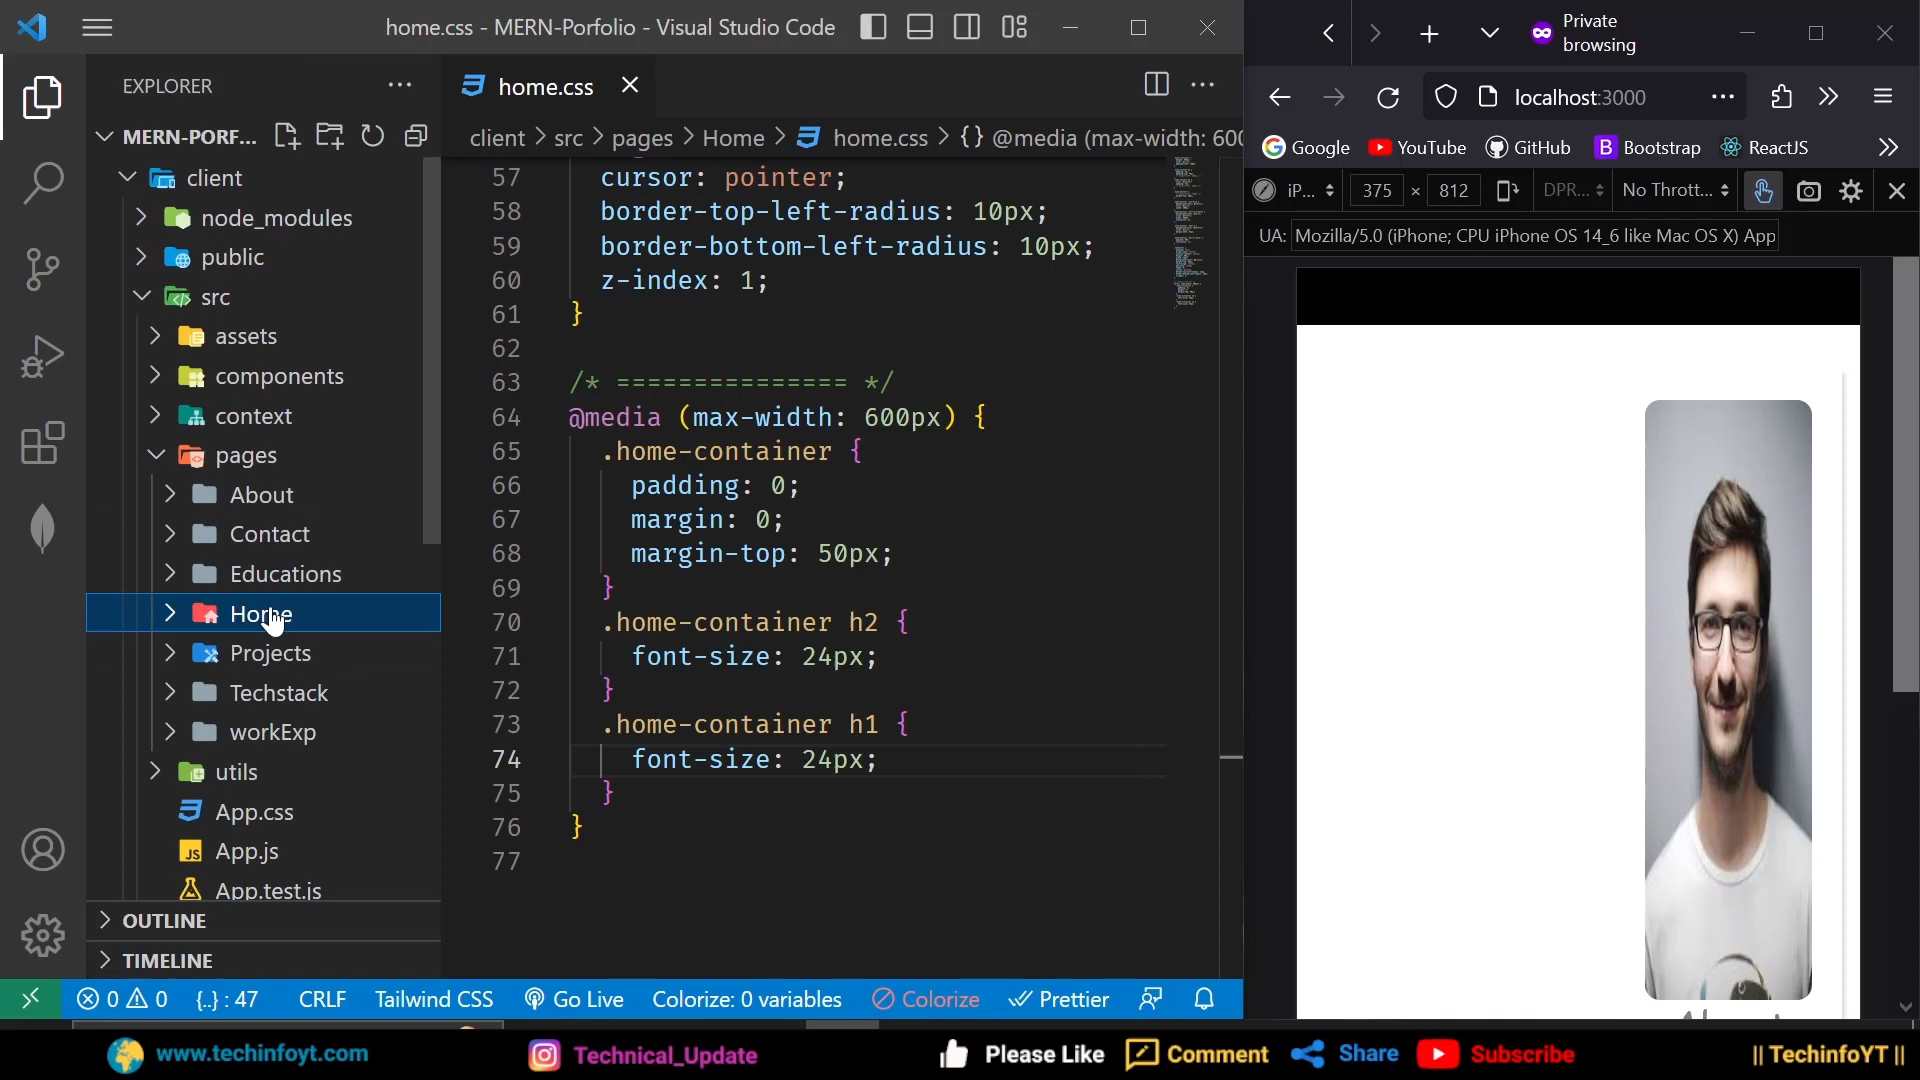 home.css - MERN-Porfolio - Visual Studio Code
Private
browsing
EXPLORER
home.css
localhost:3000
MERN-PORF...
client > src > pages > Home > home.css > {} @media (max-width: 600
Google YouTube GitHub Bootstrap ReactJS
iP... 375 × 812 DPR... No Thrott...
UA: Mozilla/5.0 (iPhone; CPU iPhone OS 14_6 like Mac OS X) App
client
node_modules
public
src
assets
components
context
pages
About
Contact
Educations
Home
Projects
Techstack
workExp
utils
App.css
App.js
App.test.js
OUTLINE
TIMELINE
57 cursor: pointer;
58 border-top-left-radius: 10px;
59 border-bottom-left-radius: 10px;
60 z-index: 1;
61 }
62
63 /* =============== */
64 @media (max-width: 600px) {
65 .home-container {
66 padding: 0;
67 margin: 0;
68 margin-top: 50px;
69 }
70 .home-container h2 {
71 font-size: 24px;
72 }
73 .home-container h1 {
74 font-size: 24px;
75 }
76 }
77
0 0 {..} : 47 CRLF Tailwind CSS Go Live Colorize: 0 variables Colorize Prettier
www.techinfoyt.com Technical_Update Please Like Comment Share Subscribe || TechinfoYT ||